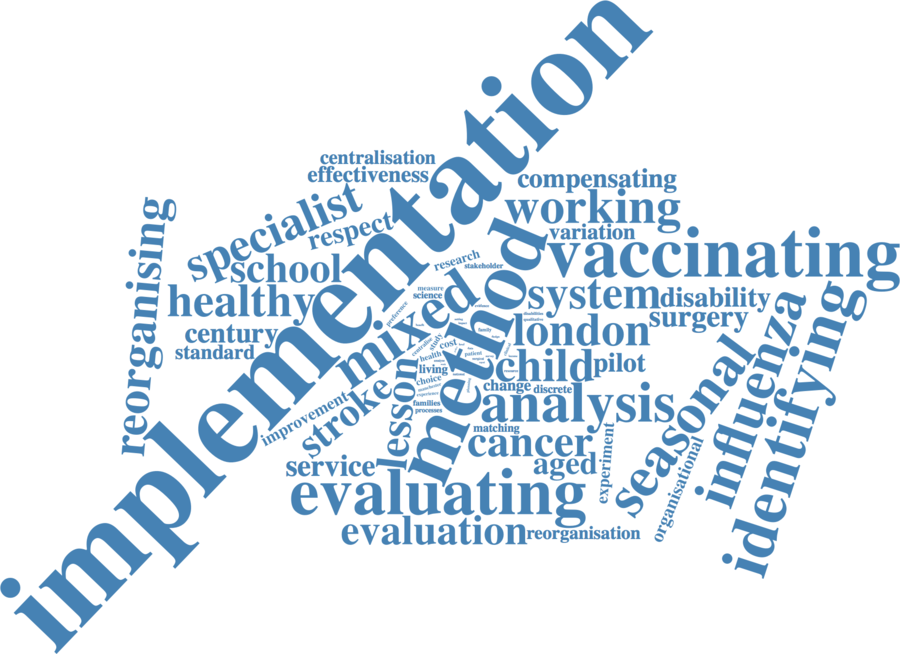 implementation
centralisation
effectiveness
specialist
respect
school
healthy
century
standard
reorganising
compensating
working
variation
vaccinating
system
disability
surgery
london
child
pilot
research
stakeholder
measure
science
preference
mixed
method
cost
study
health
family
patient
living
choice
families
processes
change
discrete
analysis
matching
cancer
aged
experiment
lesson
stroke
improvement
service
evaluating
evaluation
reorganisation
organisational
seasonal
influenza
identifying